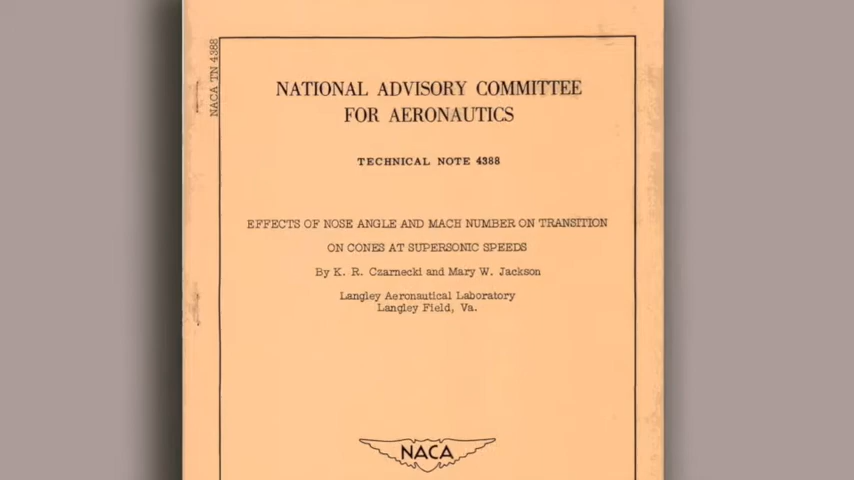 NACA TN 4388
NATIONAL ADVISORY COMMITTEE
FOR AERONAUTICS
TECHNICAL NOTE 4388
EFFECTS OF NOSE ANGLE AND MACH NUMBER ON TRANSITION
ON CONES AT SUPERSONIC SPEEDS
By K. R. Czarnecki and Mary W. Jackson
Langley Aeronautical Laboratory
Langley Field, Va.
NACA